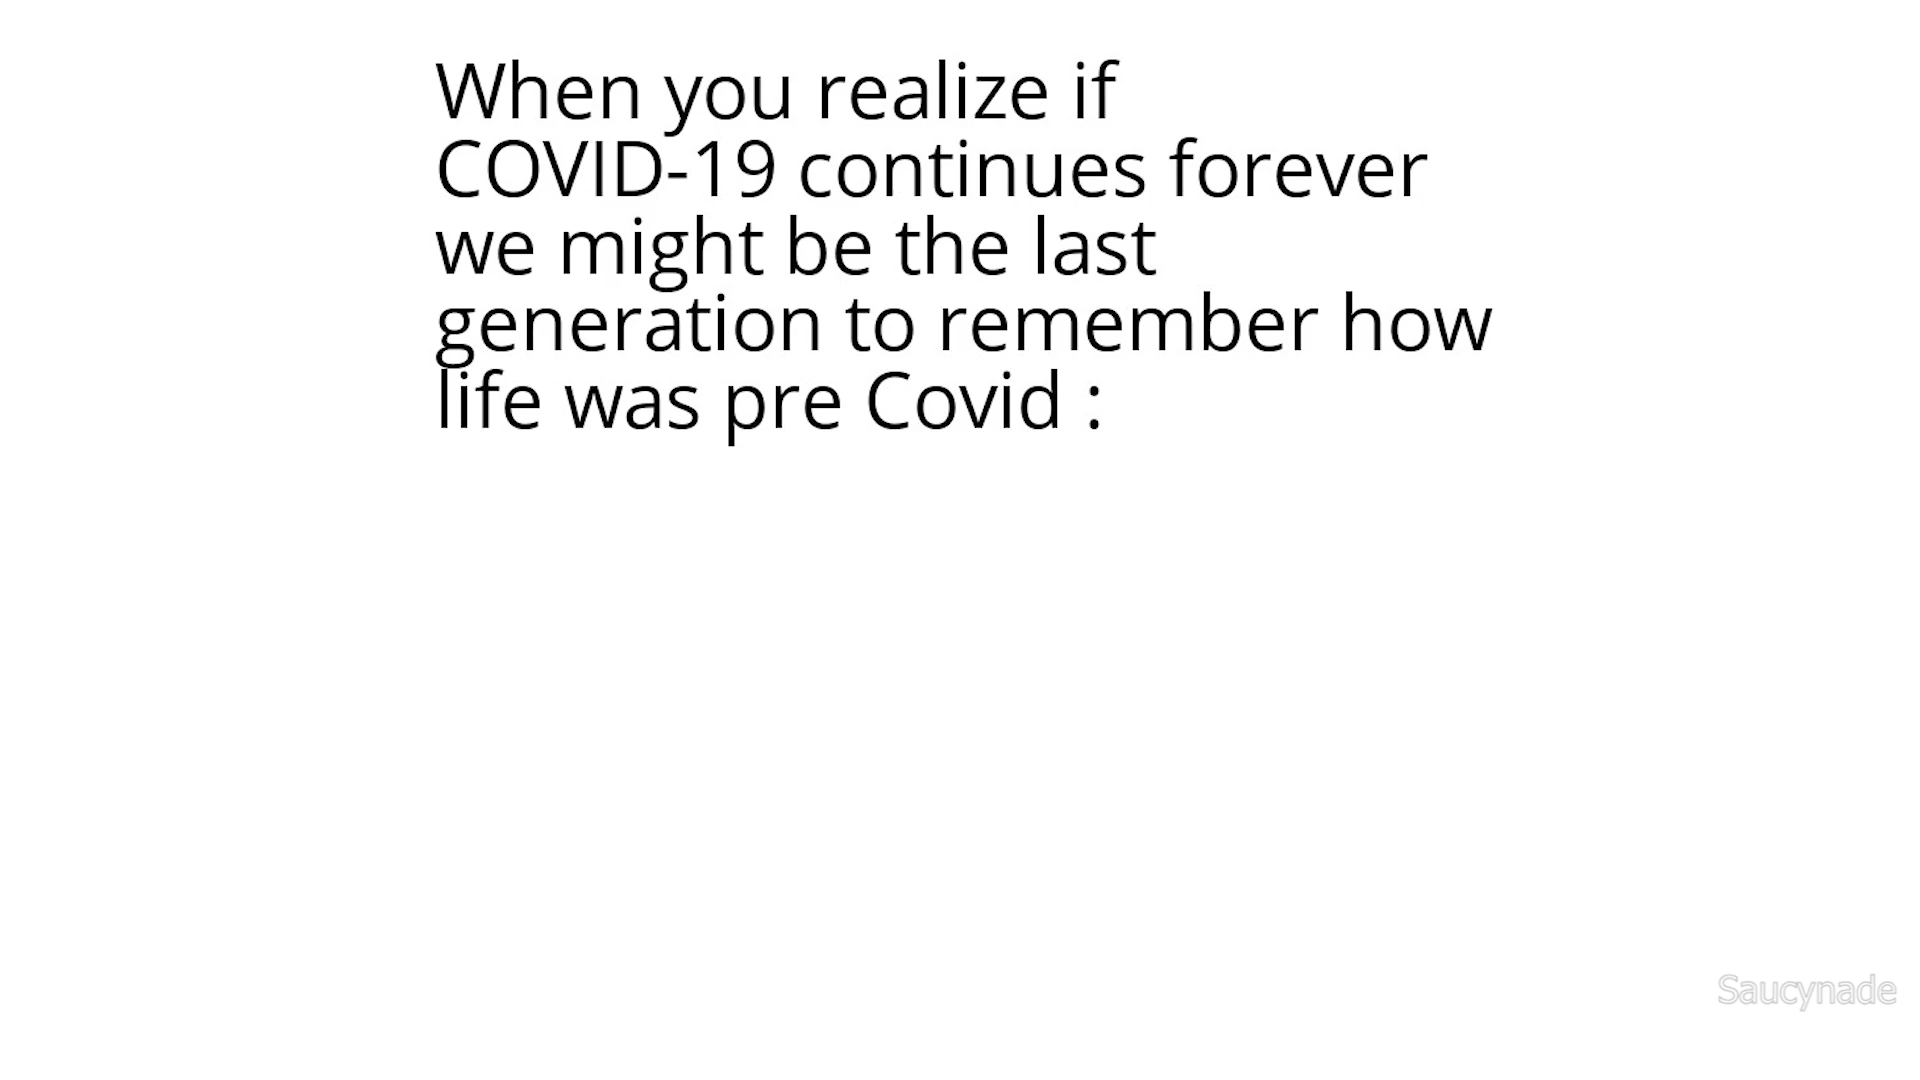 When you realize if
COVID-19 continues forever
we might be the last
generation to remember how
life was pre Covid :
Saucynade